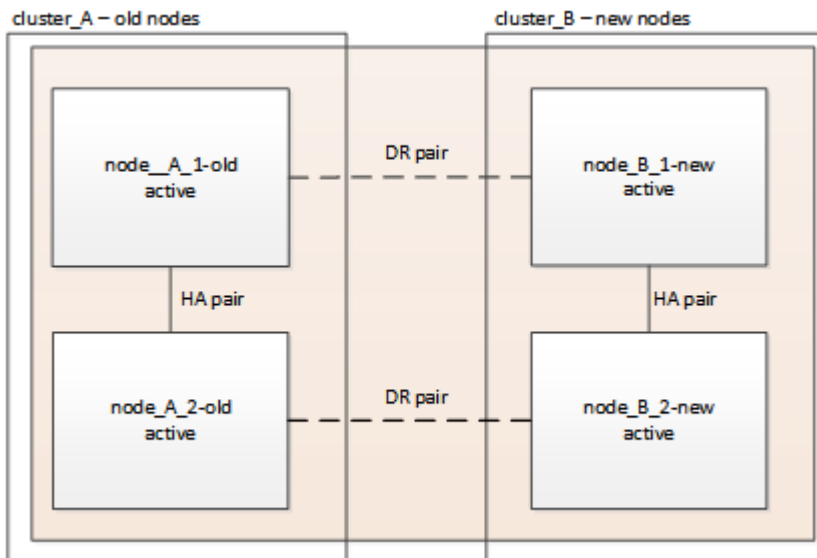 cluster_A – old nodes
cluster_B – new nodes
node__A_1-old
active
DR pair
node_B_1-new
active
HA pair
HA pair
node_A_2-old
active
DR pair
node_B_2-new
active